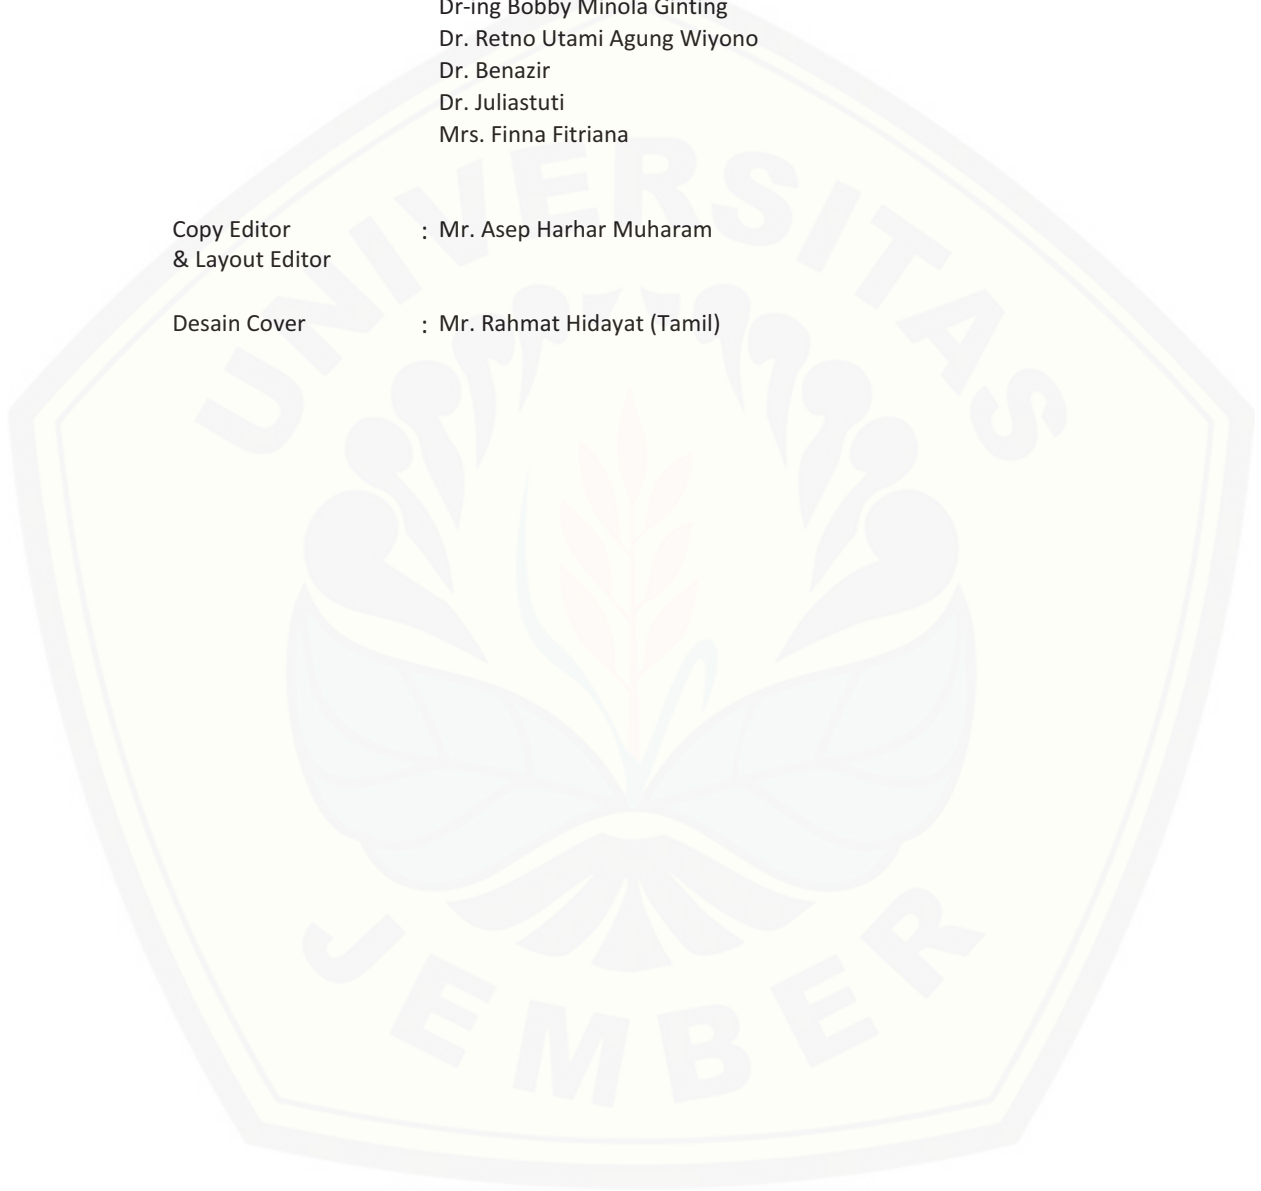 Dr-ing Bobby Minola Ginting
Dr. Retno Utami Agung Wiyono
Dr. Benazir
Dr. Juliastuti
Mrs. Finna Fitriana
Copy Editor : Mr. Asep Harhar Muharam
& Layout Editor
Desain Cover : Mr. Rahmat Hidayat (Tamil)
UNIVERSITAS
JEMBER